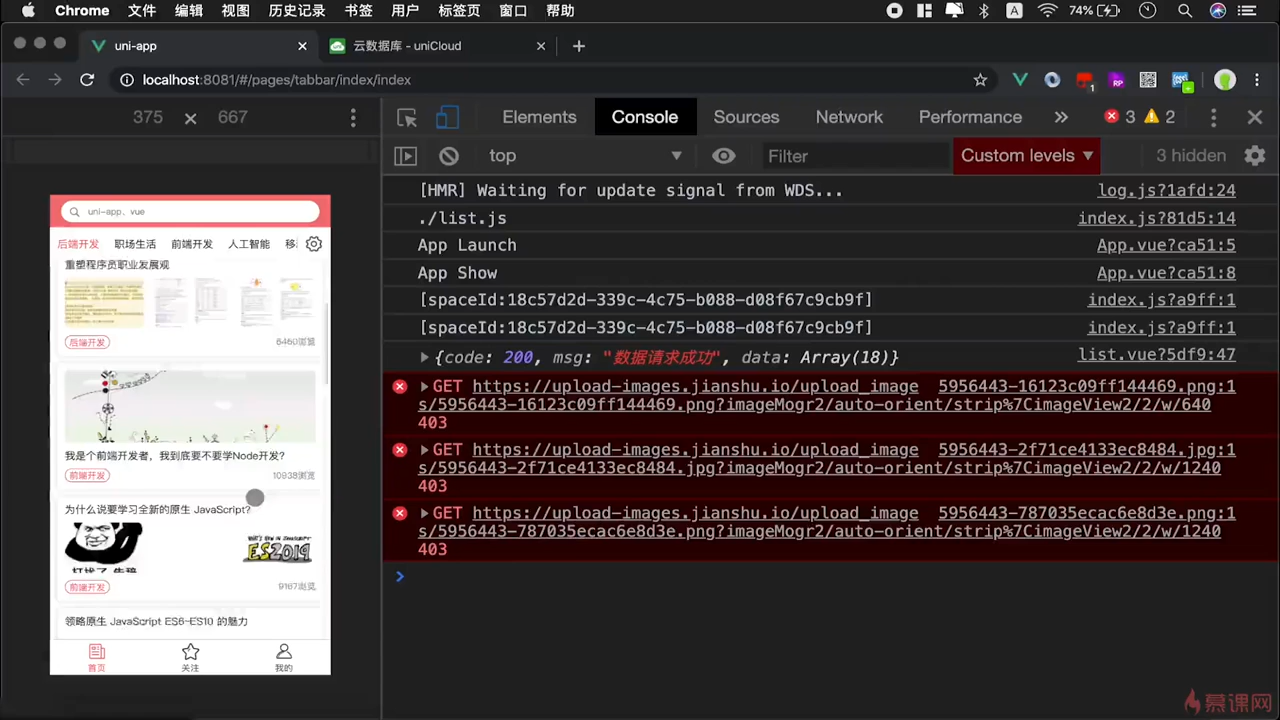 Chrome 文件 编辑 视图 历史记录 书签 用户 标签页 窗口 帮助 74%
uni-app
云数据库 - uniCloud
localhost:8081/#/pages/tabbar/index/index
375 × 667
Elements Console Sources Network Performance 3 2
top Filter Custom levels 3 hidden
[HMR] Waiting for update signal from WDS... log.js?1afd:24
./list.js index.js?81d5:14
App Launch App.vue?ca51:5
App Show App.vue?ca51:8
[spaceId:18c57d2d-339c-4c75-b088-d08f67c9cb9f] index.js?a9ff:1
[spaceId:18c57d2d-339c-4c75-b088-d08f67c9cb9f] index.js?a9ff:1
{code: 200, msg: "数据请求成功", data: Array(18)} list.vue?5df9:47
GET https://upload-images.jianshu.io/upload_image 5956443-16123c09ff144469.png:1
s/5956443-16123c09ff144469.png?imageMogr2/auto-orient/strip%7CimageView2/2/w/640
403
GET https://upload-images.jianshu.io/upload_image 5956443-2f71ce4133ec8484.jpg:1
s/5956443-2f71ce4133ec8484.jpg?imageMogr2/auto-orient/strip%7CimageView2/2/w/1240
403
GET https://upload-images.jianshu.io/upload_image 5956443-787035ecac6e8d3e.png:1
s/5956443-787035ecac6e8d3e.png?imageMogr2/auto-orient/strip%7CimageView2/2/w/1240
403
uni-app、vue
后端开发 职场生活 前端开发 人工智能 移
重塑程序员职业发展观
后端开发 6460浏览
我是个前端开发者，我到底要不要学Node开发?
前端开发 10938浏览
为什么说要学习全新的原生 JavaScript?
ES2019
前端开发 9167浏览
领略原生 JavaScript ES6-ES10 的魅力
首页 关注 我的
慕课网